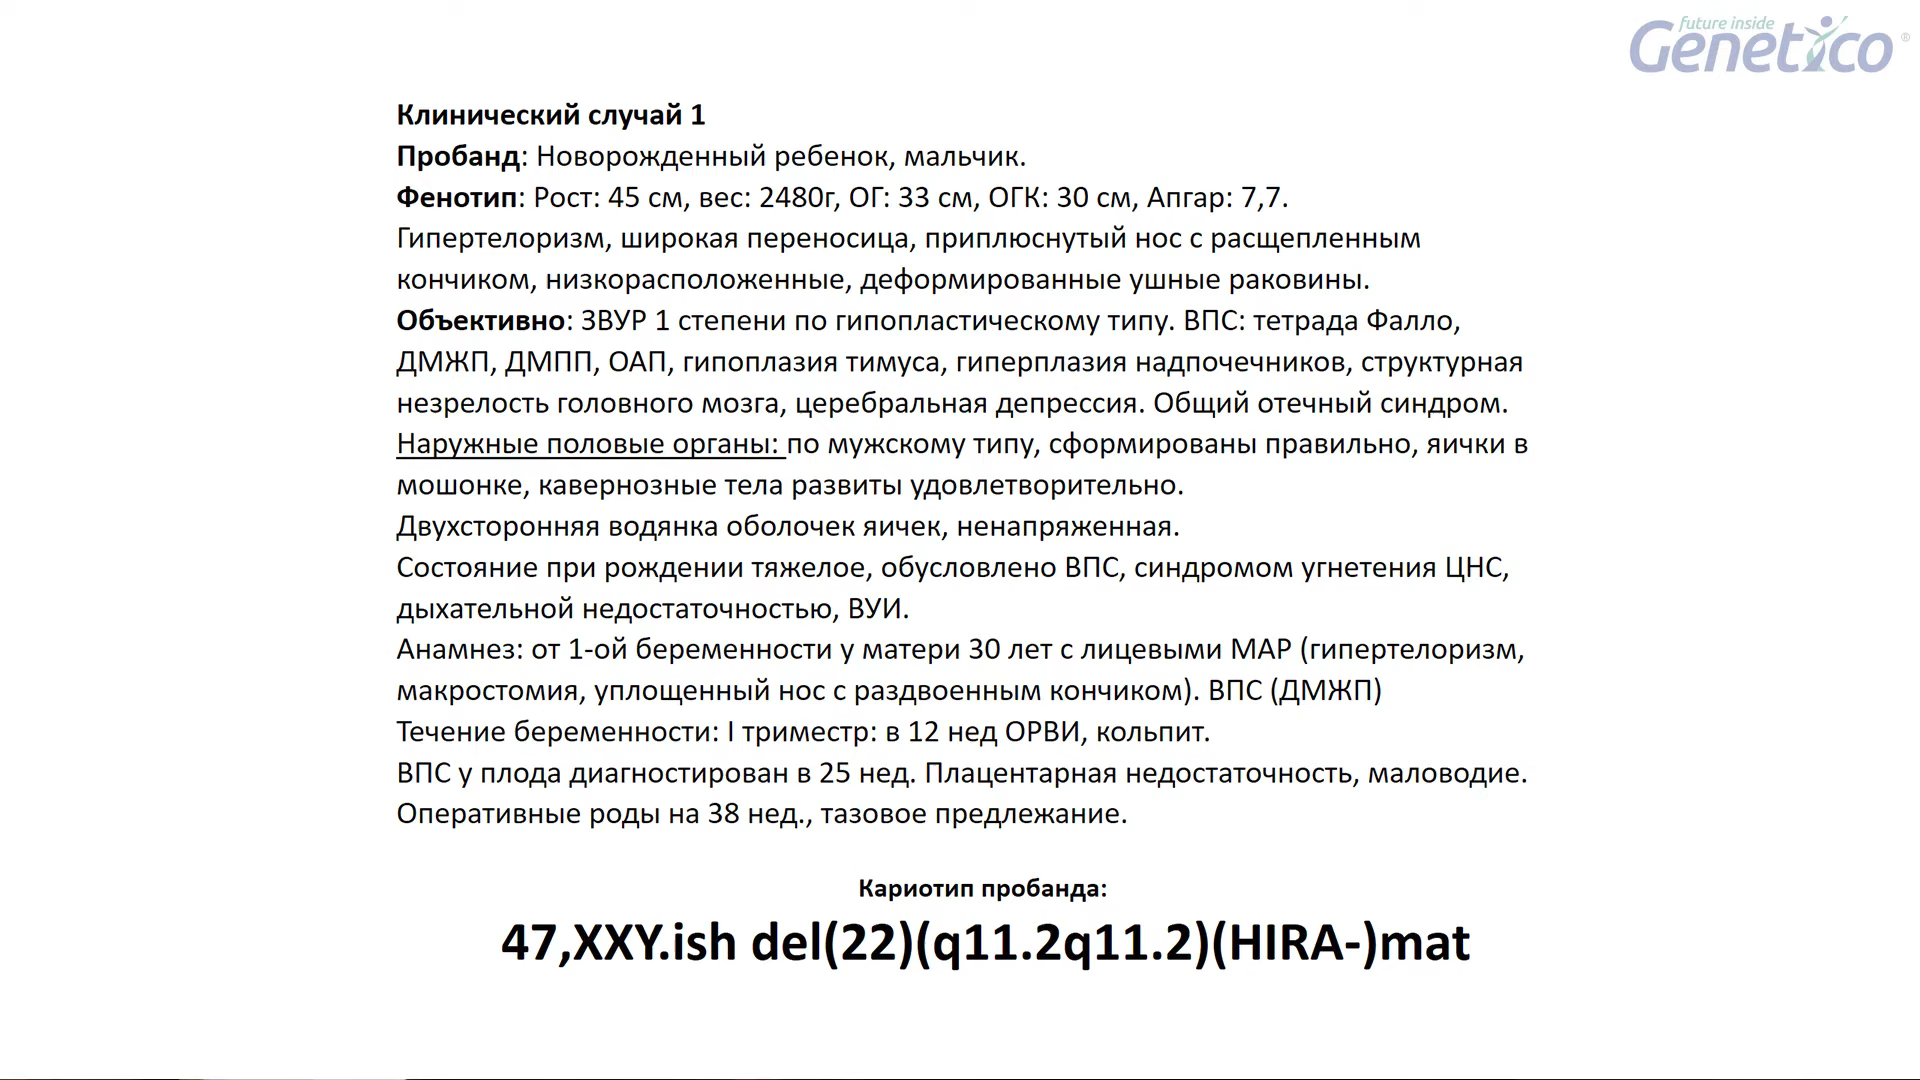 future inside
Genetico ®
Клинический случай 1
Пробанд: Новорожденный ребенок, мальчик.
Фенотип: Рост: 45 см, вес: 2480г, ОГ: 33 см, ОГК: 30 см, Апгар: 7,7.
Гипертелоризм, широкая переносица, приплюснутый нос с расщепленным
кончиком, низкорасположенные, деформированные ушные раковины.
Объективно: ЗВУР 1 степени по гипопластическому типу. ВПС: тетрада Фалло,
ДМЖП, ДМПП, ОАП, гипоплазия тимуса, гиперплазия надпочечников, структурная
незрелость головного мозга, церебральная депрессия. Общий отечный синдром.
Наружные половые органы: по мужскому типу, сформированы правильно, яички в
мошонке, кавернозные тела развиты удовлетворительно.
Двухсторонняя водянка оболочек яичек, ненапряженная.
Состояние при рождении тяжелое, обусловлено ВПС, синдромом угнетения ЦНС,
дыхательной недостаточностью, ВУИ.
Анамнез: от 1-ой беременности у матери 30 лет с лицевыми МАР (гипертелоризм,
макростомия, уплощенный нос с раздвоенным кончиком). ВПС (ДМЖП)
Течение беременности: I триместр: в 12 нед ОРВИ, кольпит.
ВПС у плода диагностирован в 25 нед. Плацентарная недостаточность, маловодие.
Оперативные роды на 38 нед., тазовое предлежание.
Кариотип пробанда:
47,XXY.ish del(22)(q11.2q11.2)(HIRA-)mat